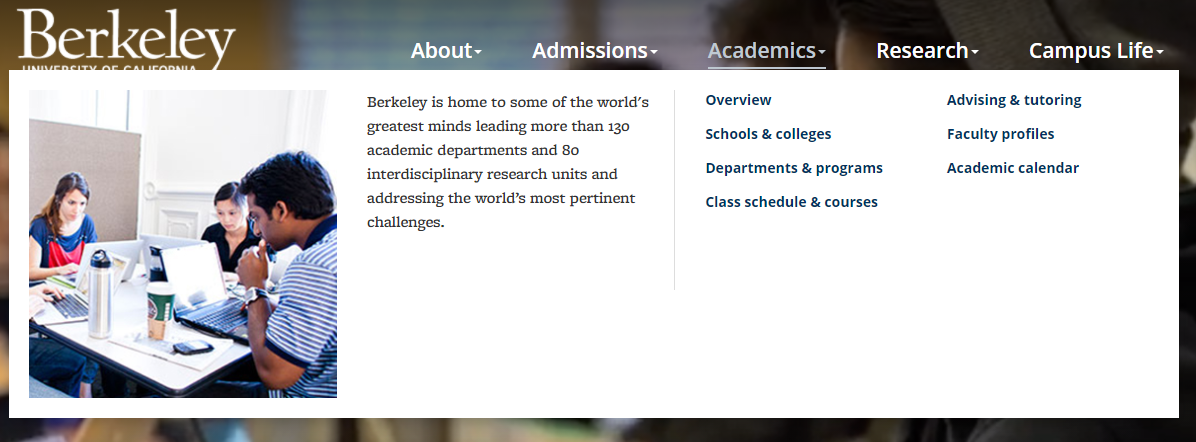 Berkeley
UNIVERSITY OF CALIFORNIA
About
Admissions
Academics
Research
Campus Life
Berkeley is home to some of the world's
greatest minds leading more than 130
academic departments and 80
interdisciplinary research units and
addressing the world's most pertinent
challenges.
Overview
Schools & colleges
Departments & programs
Class schedule & courses
Advising & tutoring
Faculty profiles
Academic calendar